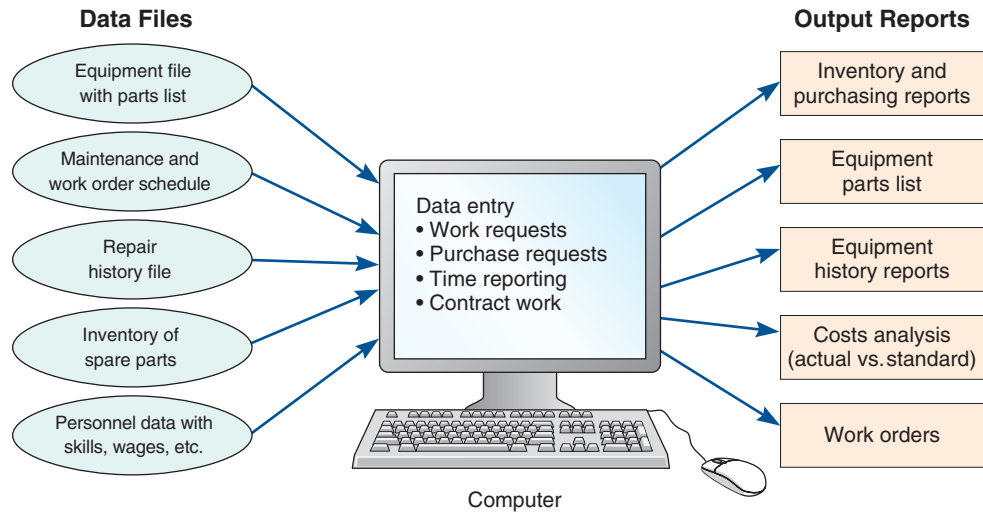 Data Files
Equipment file
with parts list
Maintenance and
work order schedule
Repair
history file
Inventory of
spare parts
Personnel data with
skills, wages, etc.
Data entry
• Work requests
• Purchase requests
• Time reporting
• Contract work
Computer
Output Reports
Inventory and
purchasing reports
Equipment
parts list
Equipment
history reports
Costs analysis
(actual vs. standard)
Work orders